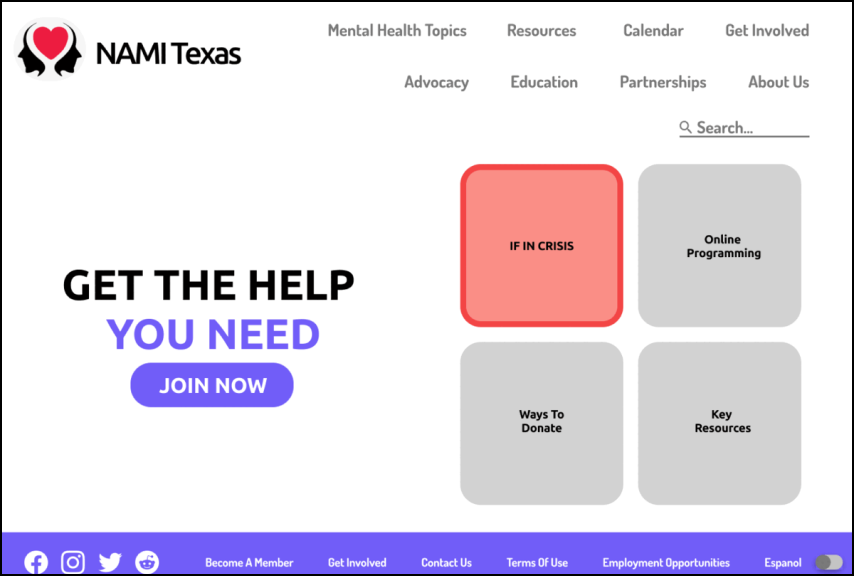 NAMI Texas
Mental Health Topics
Resources
Calendar
Get Involved
Advocacy
Education
Partnerships
About Us
Search...
GET THE HELP
YOU NEED
JOIN NOW
IF IN CRISIS
Online
Programming
Ways To
Donate
Key
Resources
Become A Member
Get Involved
Contact Us
Terms Of Use
Employment Opportunities
Espanol